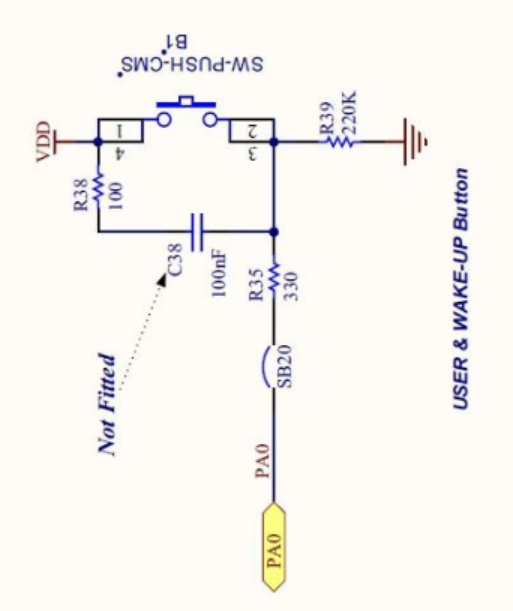 SW-PUSH-CMS
B1
VDD
1
4
2
3
R39
220K
R38
100
C38
100nF
R35
330
Not Fitted
SB20
PA0
PA0
USER & WAKE-UP Button